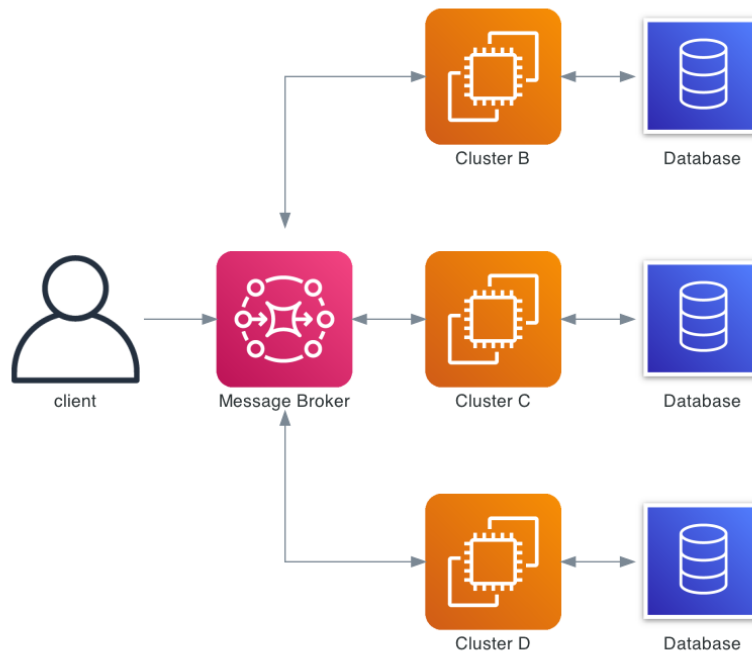 Cluster B
Database
client
Message Broker
Cluster C
Database
Cluster D
Database